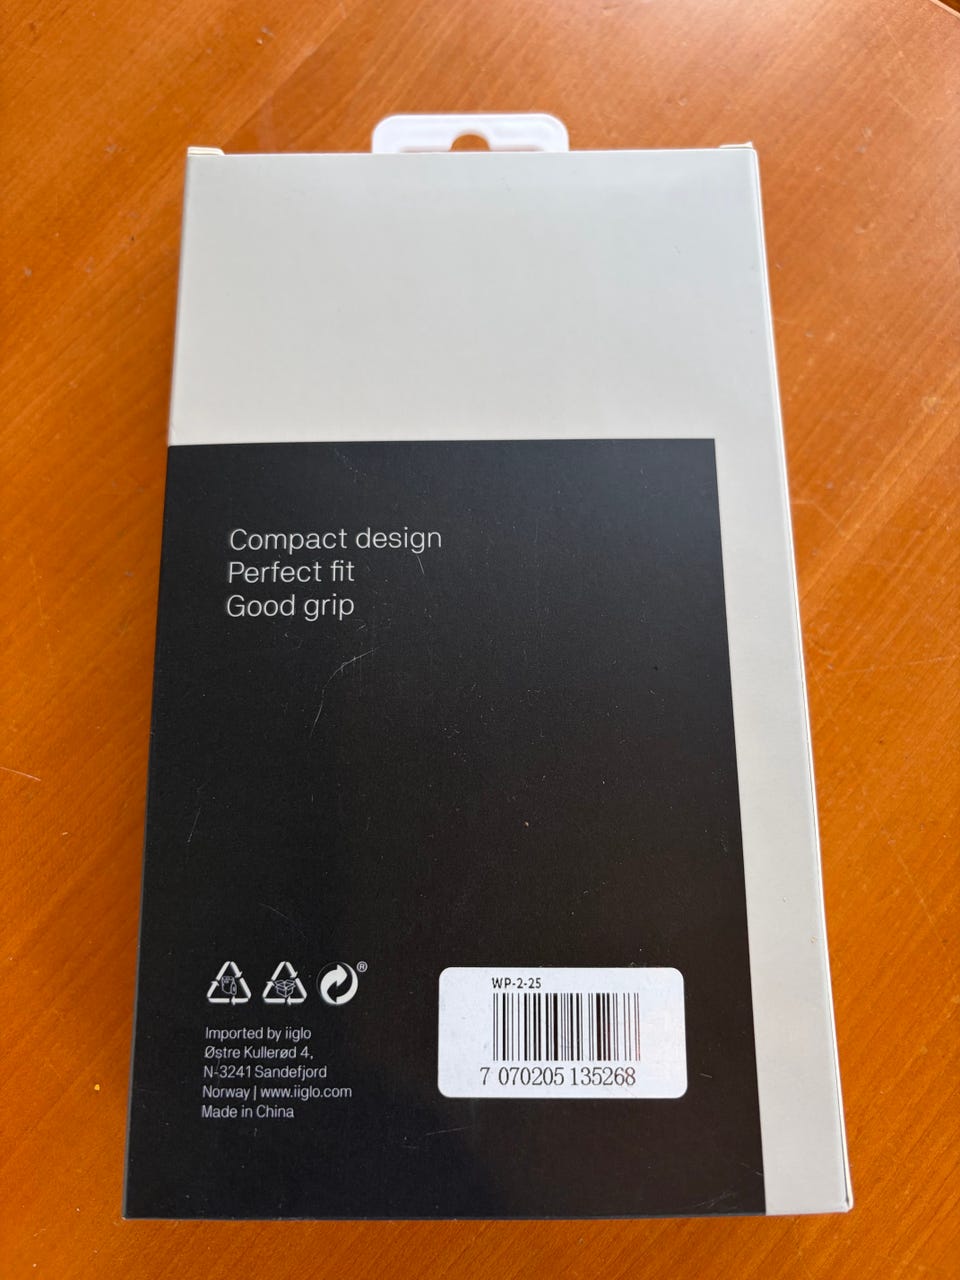 Compact design
Perfect fit
Good grip
®
Imported by iiglo
Østre Kullerød 4,
N-3241 Sandefjord
Norway | www.iiglo.com
Made in China
WP-2-25
7 070205 135268